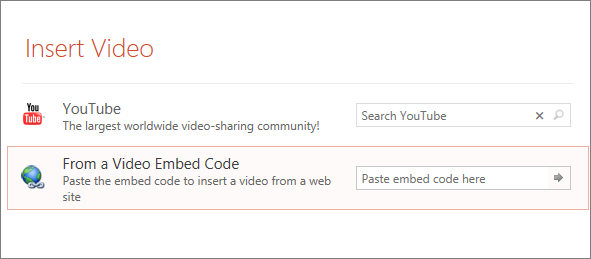 Insert Video
You
Tube
YouTube
The largest worldwide video-sharing community!
Search YouTube
From a Video Embed Code
Paste the embed code to insert a video from a web
site
Paste embed code here